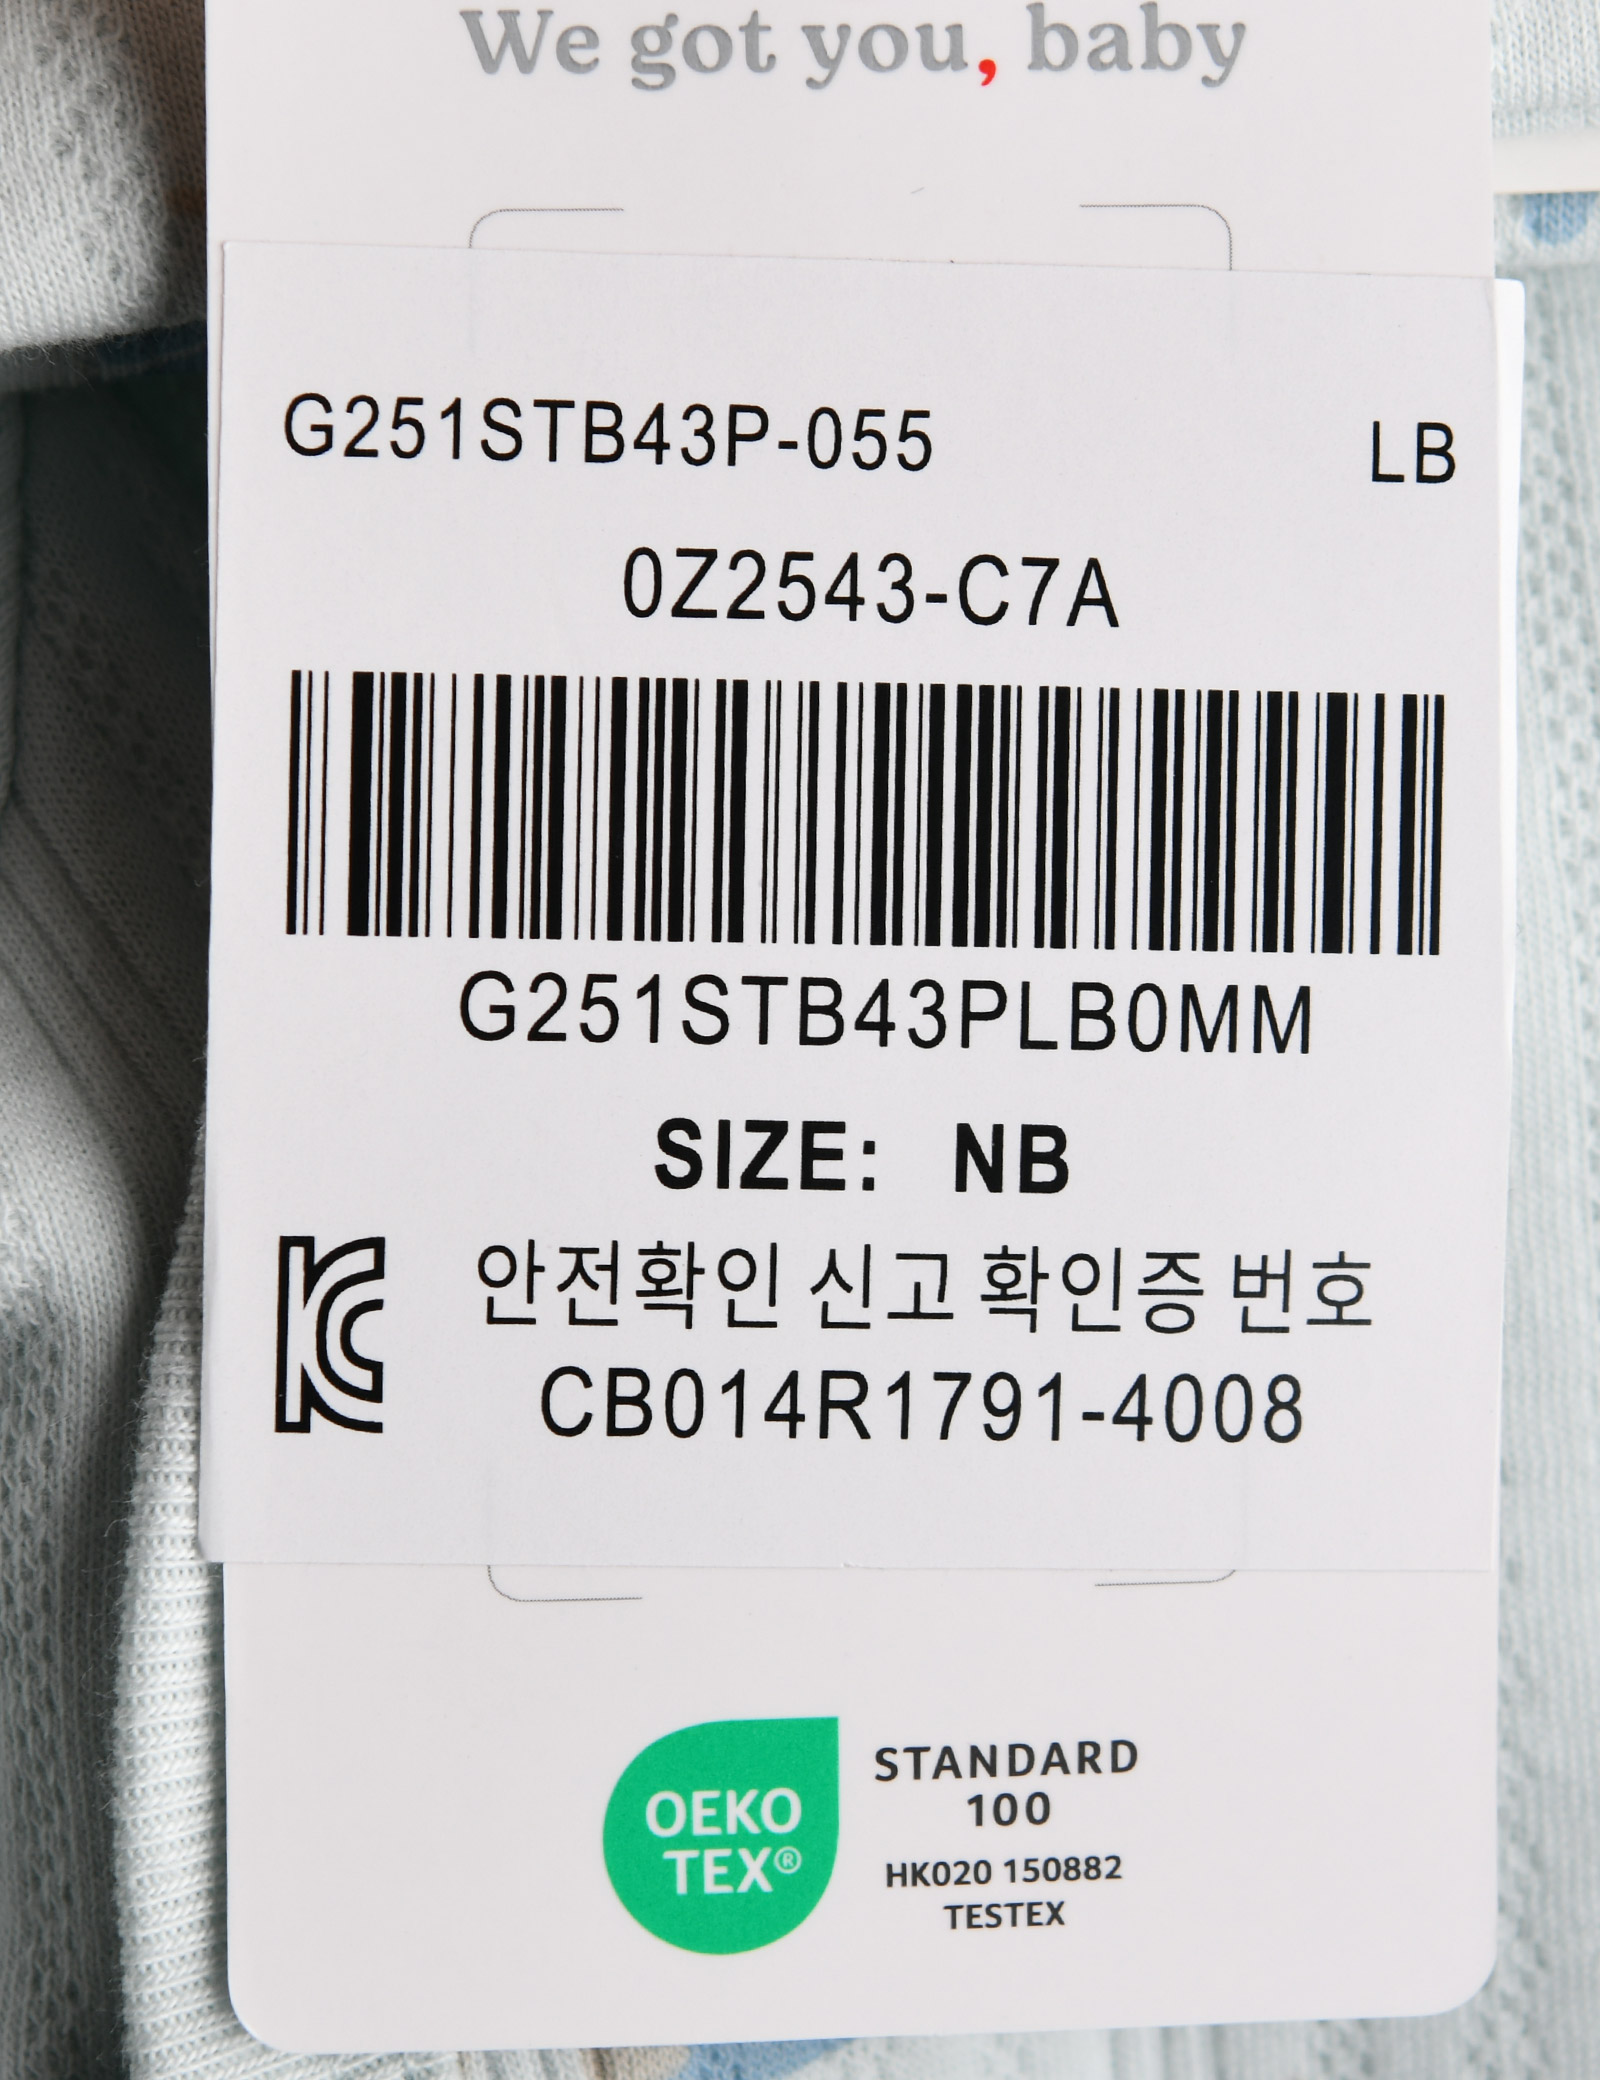 We got you, baby
G251STB43P-055 LB
0Z2543-C7A
G251STB43PLB0MM
SIZE: NB
안전확인 신고 확인증 번호
CB014R1791-4008
OEKO
TEX®
STANDARD
100
HK020 150882
TESTEX